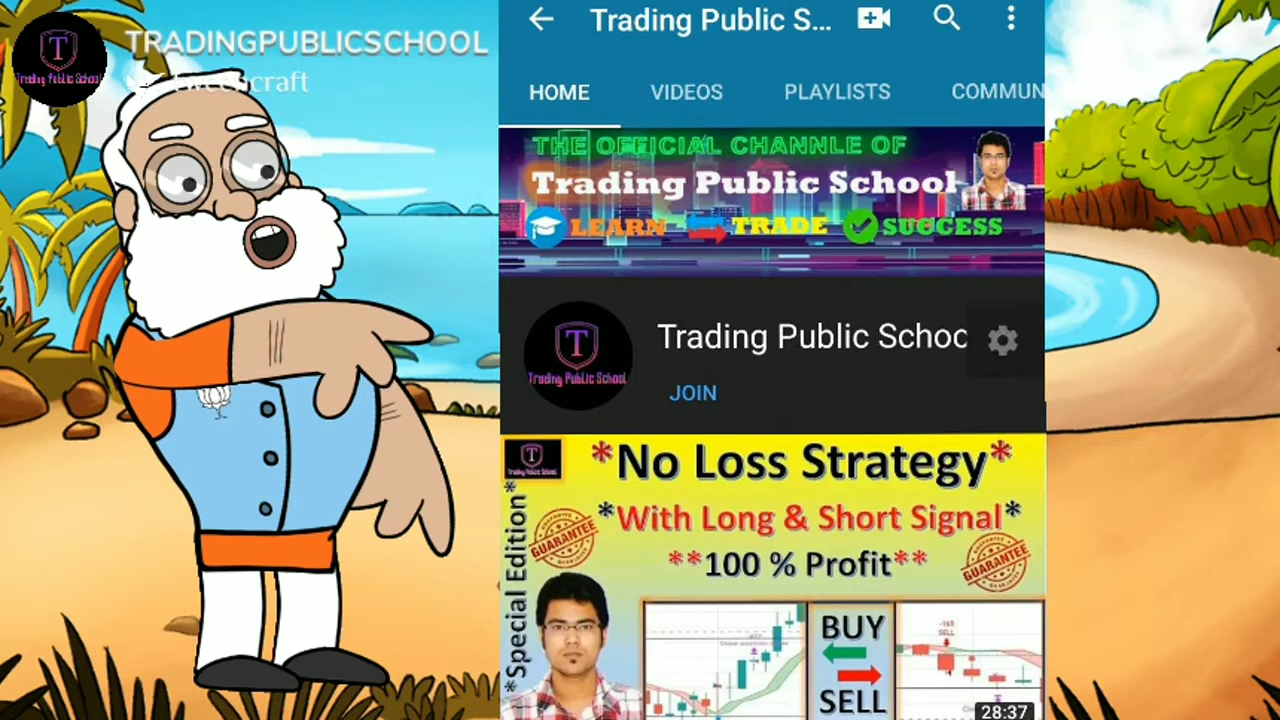 TRADINGPUBLICSCHOOL
T
Trading Public School
Trading Public S...
HOME VIDEOS PLAYLISTS COMMUN
THE OFFICIAL CHANNLE OF
Trading Public School
LEARN TRADE SUCCESS
T
Trading Public School
Trading Public Schoo
JOIN
T
Trading Public School
*No Loss Strategy*
*With Long & Short Signal*
**100 % Profit**
GUARANTEE
GUARANTEE
*Special Edition*
BUY
SELL
-165
SELL
28:37